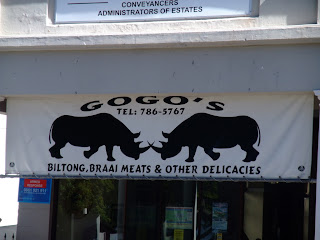 CONVEYANCERS
ADMINISTRATORS OF ESTATES
GOGO'S
TEL: 786-5767
BILTONG, BRAAI MEATS & OTHER DELICACIES